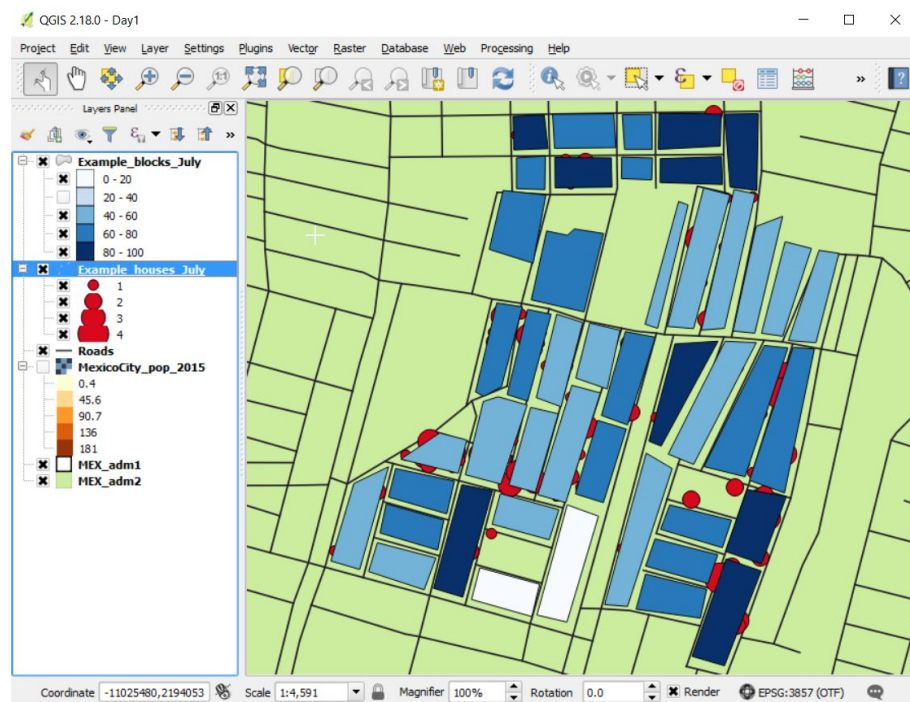 QGIS 2.18.0 - Day1
Project Edit View Layer Settings Plugins Vector Raster Database Web Processing Help
Layers Panel
Example_blocks_July
0 - 20
20 - 40
40 - 60
60 - 80
80 - 100
Example_houses_July
1
2
3
4
Roads
MexicoCity_pop_2015
0.4
45.6
90.7
136
181
MEX_adm1
MEX_adm2
Coordinate -11025480,2194053 Scale 1:4,591 Magnifier 100% Rotation 0.0 Render EPSG:3857 (OTF)